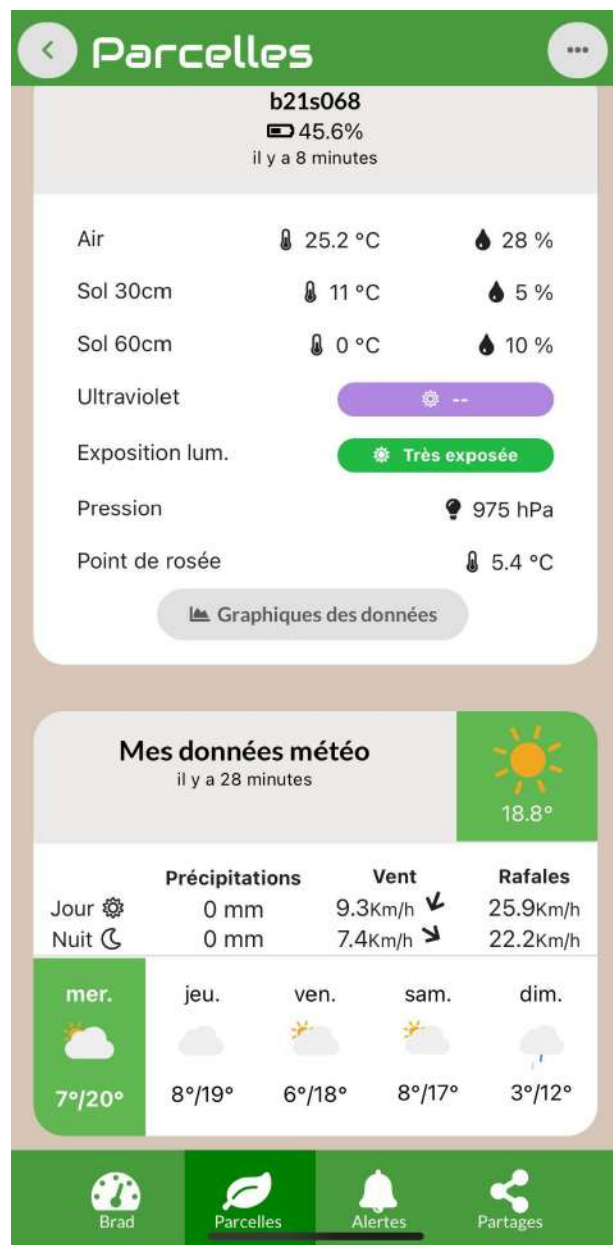 Parcelles
b21s068
45.6%
il y a 8 minutes
Air 25.2 °C 28 %
Sol 30cm 11 °C 5 %
Sol 60cm 0 °C 10 %
Ultraviolet --
Exposition lum. Très exposée
Pression 975 hPa
Point de rosée 5.4 °C
Graphiques des données
Mes données météo
il y a 28 minutes
18.8°
Précipitations Vent Rafales
Jour 0 mm 9.3Km/h 25.9Km/h
Nuit 0 mm 7.4Km/h 22.2Km/h
mer. jeu. ven. sam. dim.
7°/20° 8°/19° 6°/18° 8°/17° 3°/12°
Brad Parcelles Alertes Partages